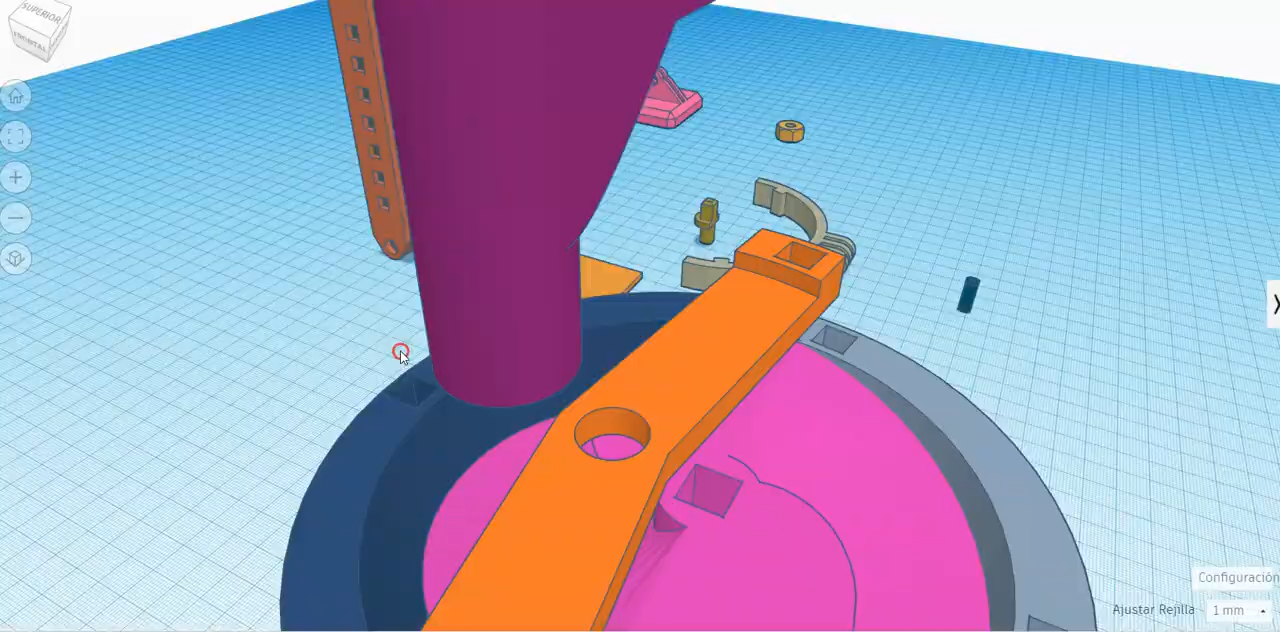 SUPERIOR
FRONTAL
Configuración
Ajustar Rejilla
1 mm